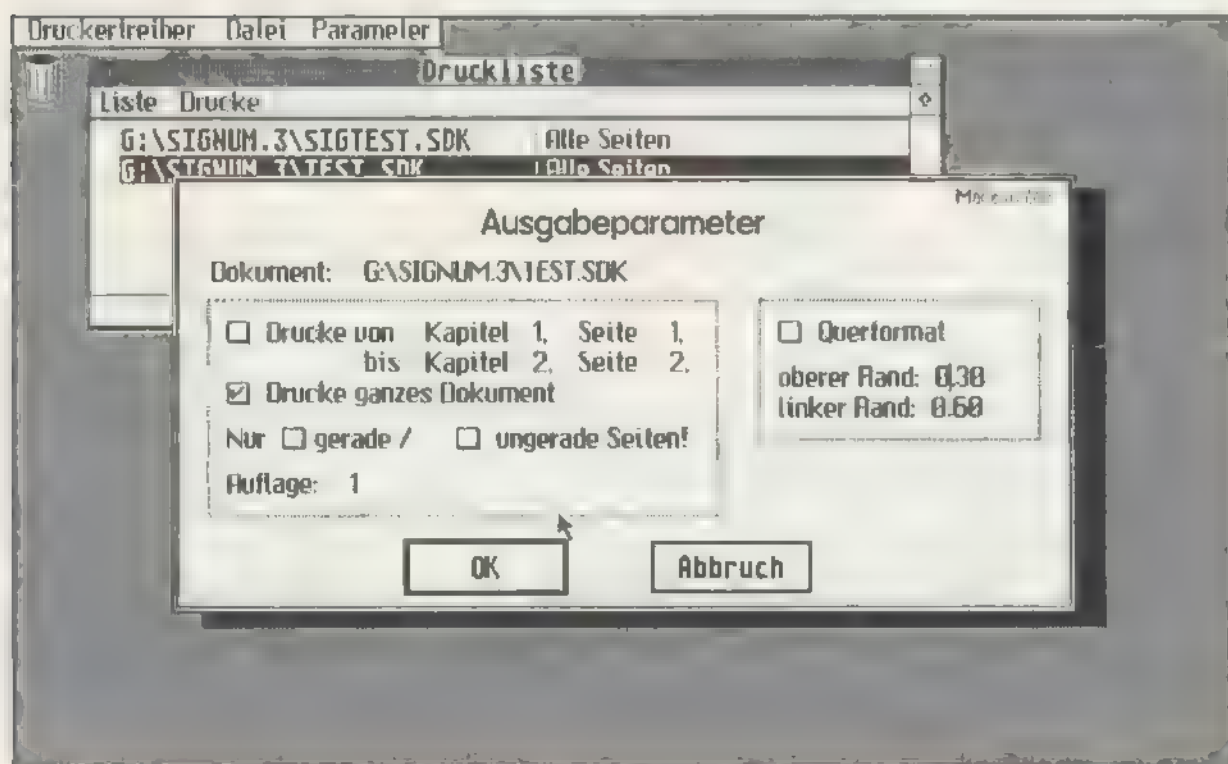 Druckertreiber Datei Parameter
Druckliste
Liste Drucke
G:\SIGNUM.3\SIGTEST.SDK Alle Seiten
G:\SIGNUM.3\TEST.SDK Alle Seiten
Ausgabeparameter
Dokument: G:\SIGNUM.3\TEST.SDK
Drucke von Kapitel 1, Seite 1,
bis Kapitel 2, Seite 2,
Drucke ganzes Dokument
Nur gerade / ungerade Seiten!
Auflage: 1
Querformat
oberer Rand: 0.30
linker Rand: 0.60
OK Abbruch